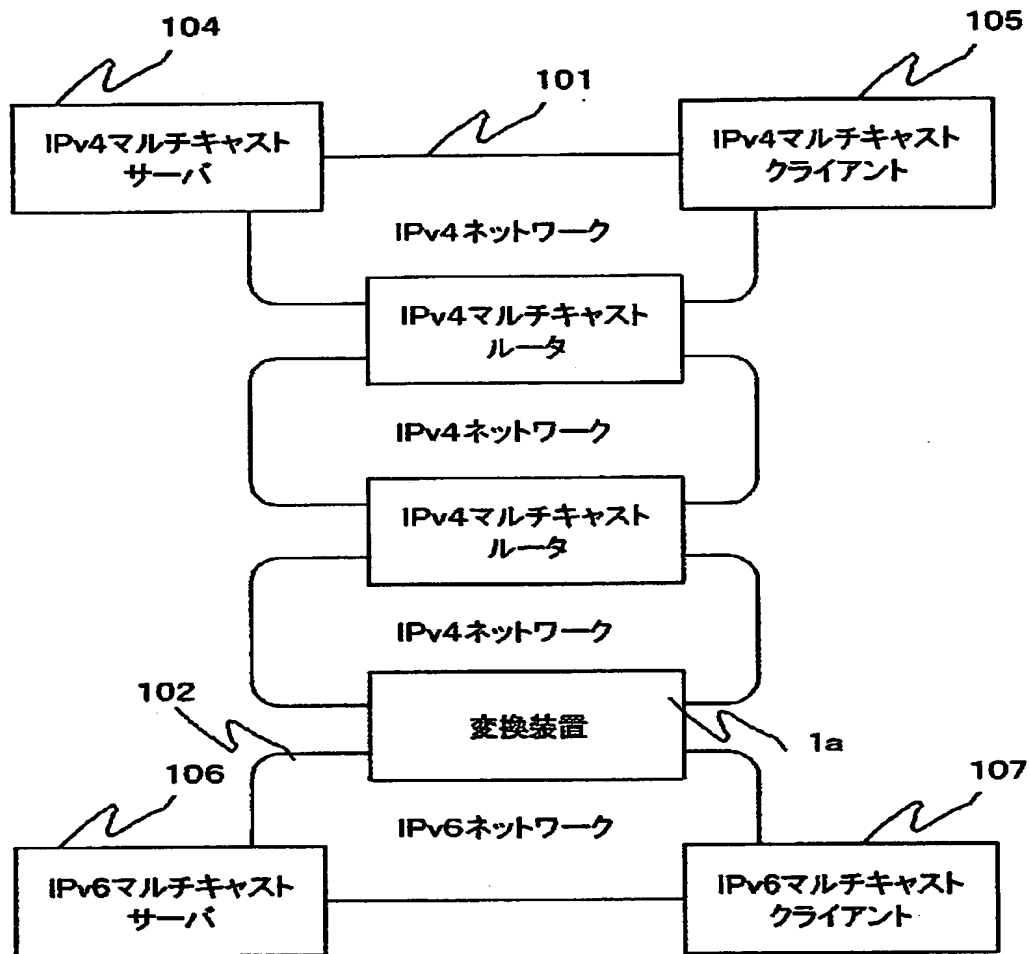 104
105
101
IPv4マルチキャスト
サーバ
IPv4マルチキャスト
クライアント
IPv4ネットワーク
IPv4マルチキャスト
ルータ
IPv4ネットワーク
IPv4マルチキャスト
ルータ
IPv4ネットワーク
102
変換装置
1a
106
107
IPv6ネットワーク
IPv6マルチキャスト
サーバ
IPv6マルチキャスト
クライアント